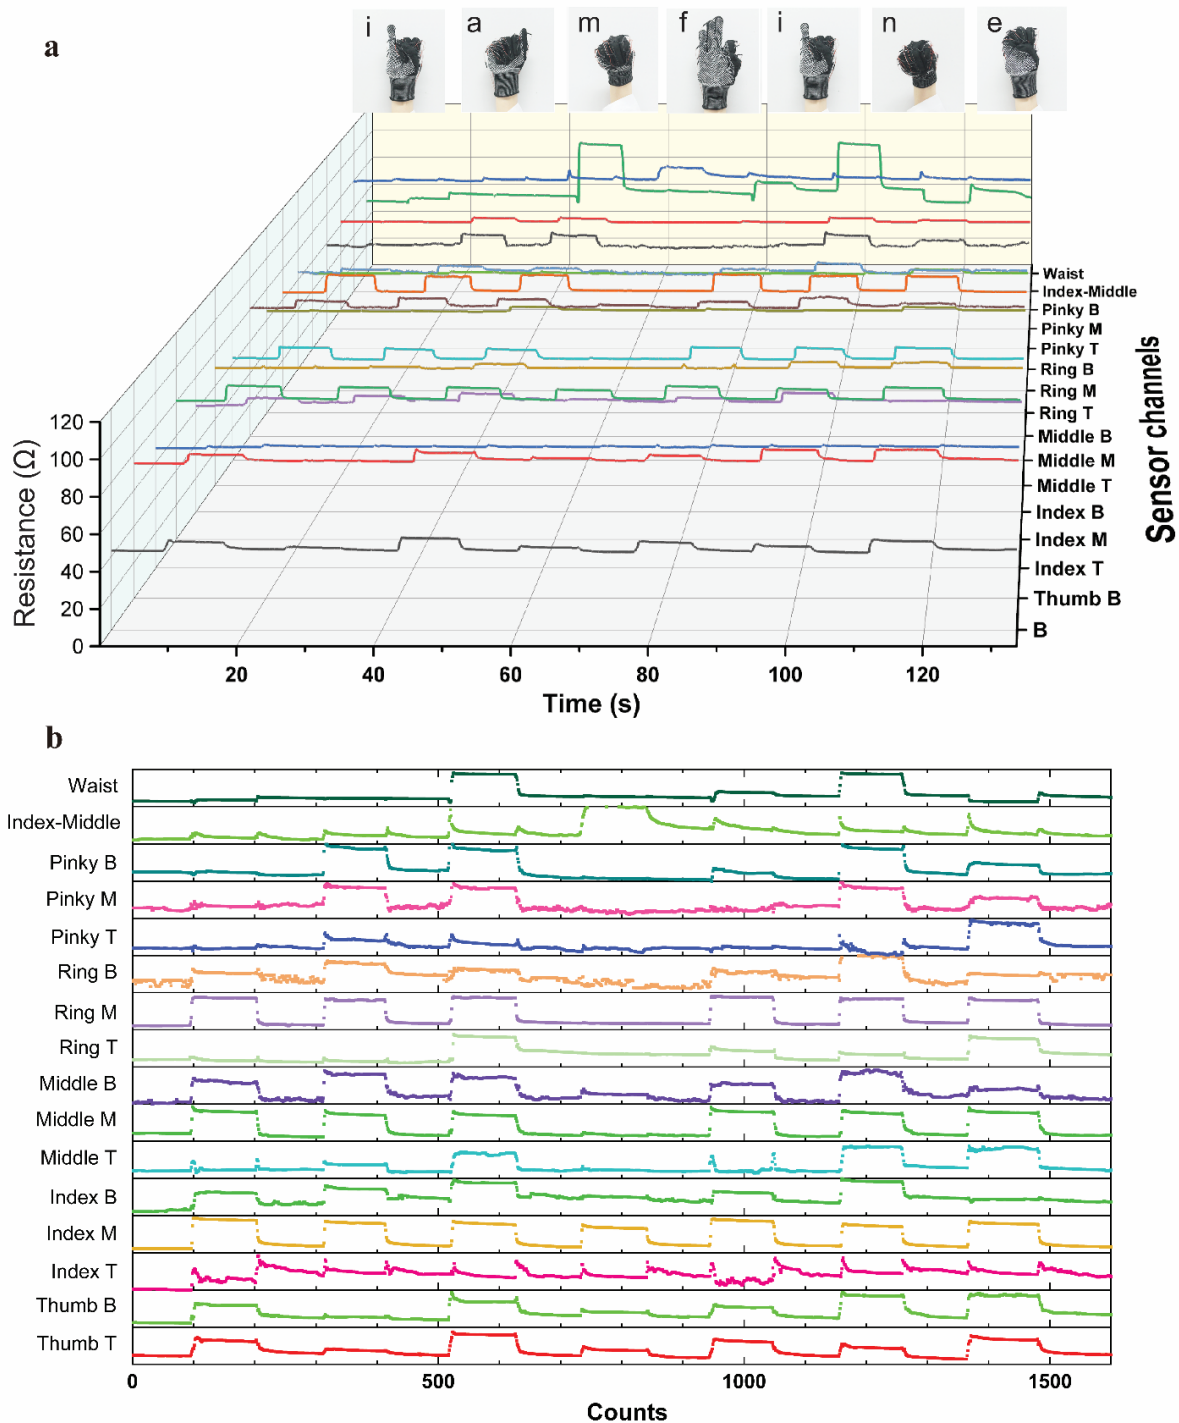 a
i a m f i n e
Waist
Index-Middle
Pinky B
Pinky M
Pinky T
Ring B
Ring M
Ring T
Middle B
Middle M
Middle T
Index B
Index M
Index T
Thumb B
B
Sensor channels
120
100
80
60
40
20
0
Resistance (Ω)
20 40 60 80 100 120
Time (s)
b
Waist
Index-Middle
Pinky B
Pinky M
Pinky T
Ring B
Ring M
Ring T
Middle B
Middle M
Middle T
Index B
Index M
Index T
Thumb B
Thumb T
0 500 1000 1500
Counts